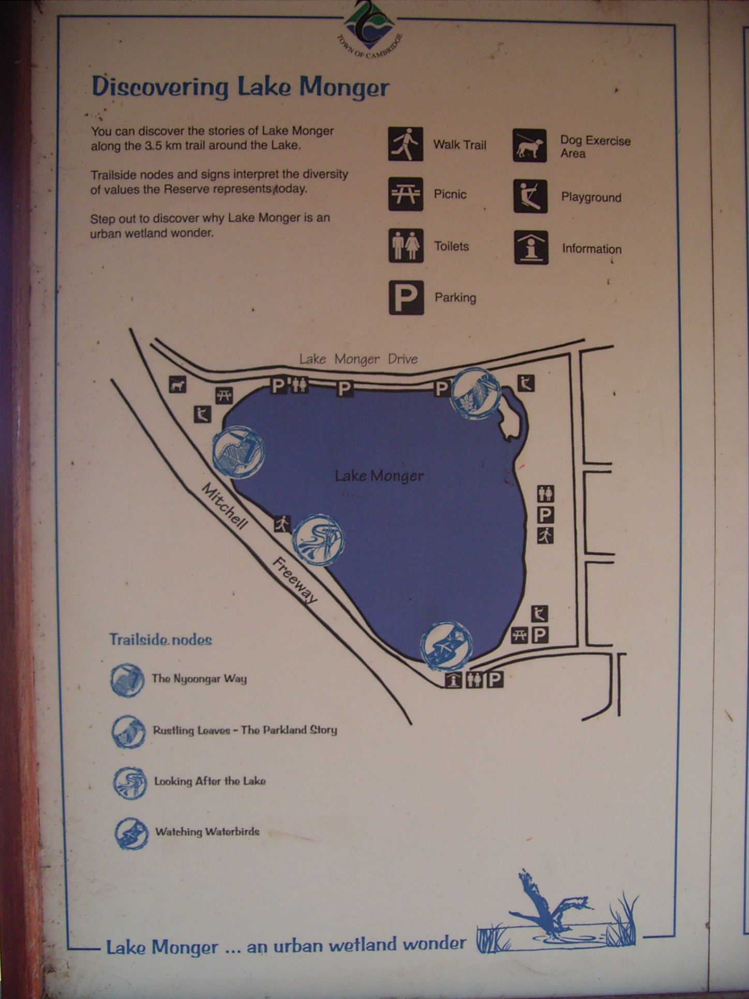 TOWN OF CAMBRIDGE
Discovering Lake Monger
You can discover the stories of Lake Monger
along the 3.5 km trail around the Lake.
Trailside nodes and signs interpret the diversity
of values the Reserve represents today.
Step out to discover why Lake Monger is an
urban wetland wonder.
Walk Trail
Dog Exercise
Area
Picnic
Playground
Toilets
i
Information
P
Parking
Lake Monger Drive
P
P
P
Lake Monger
Mitchell
Freeway
P
P
i
P
Trailside nodes
The Nyoongar Way
Rustling Leaves - The Parkland Story
Looking After the Lake
Watching Waterbirds
Lake Monger ... an urban wetland wonder